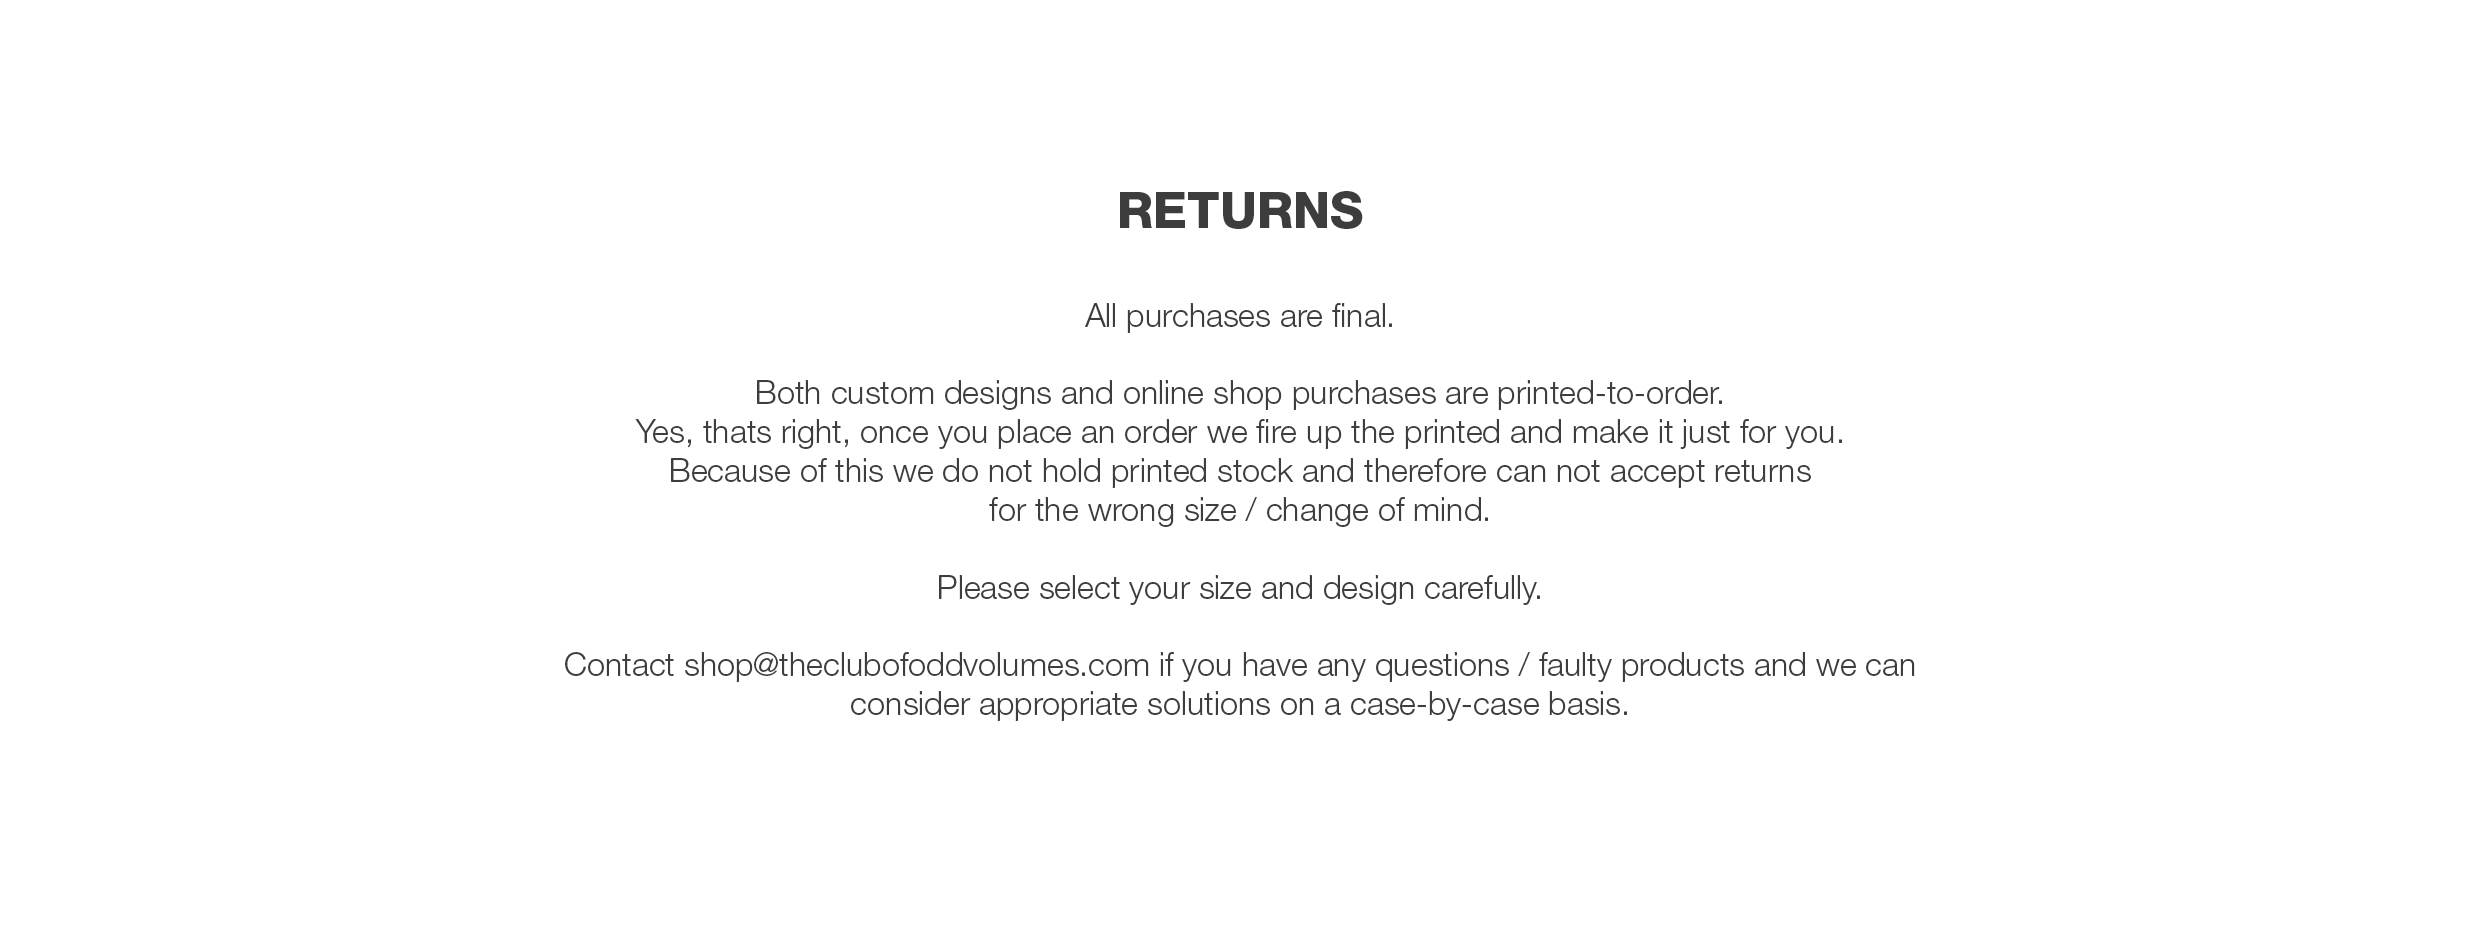 RETURNS
All purchases are final.
Both custom designs and online shop purchases are printed-to-order.
Yes, thats right, once you place an order we fire up the printed and make it just for you.
Because of this we do not hold printed stock and therefore can not accept returns
for the wrong size / change of mind.
Please select your size and design carefully.
Contact shop@theclubofoddvolumes.com if you have any questions / faulty products and we can
consider appropriate solutions on a case-by-case basis.